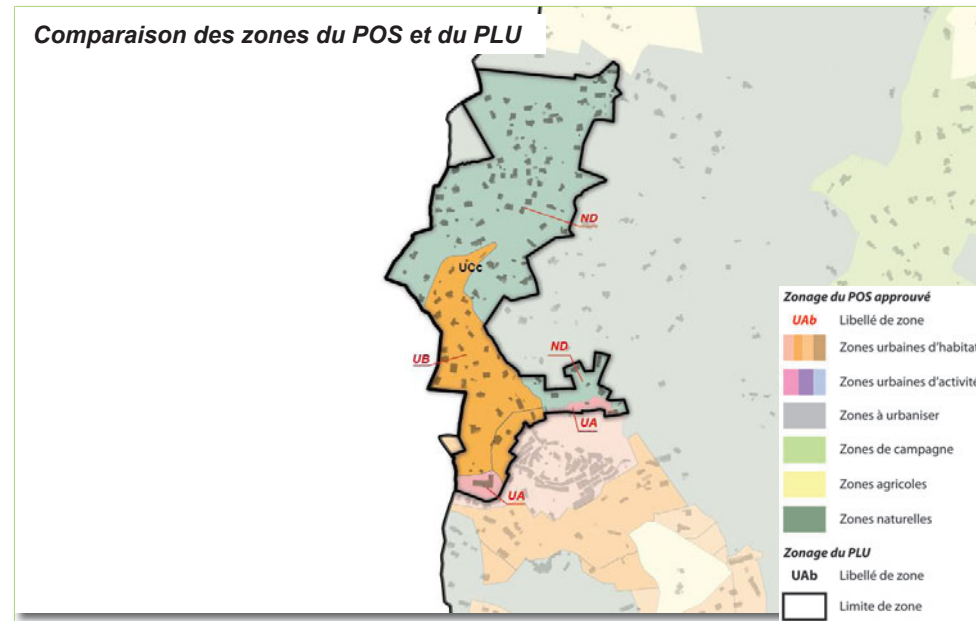 Comparaison des zones du POS et du PLU
ND
UCc
UB
ND
UA
UA
Zonage du POS approuvé
UAb Libellé de zone
Zones urbaines d'habitat
Zones urbaines d'activité
Zones à urbaniser
Zones de campagne
Zones agricoles
Zones naturelles
Zonage du PLU
UAb Libellé de zone
Limite de zone